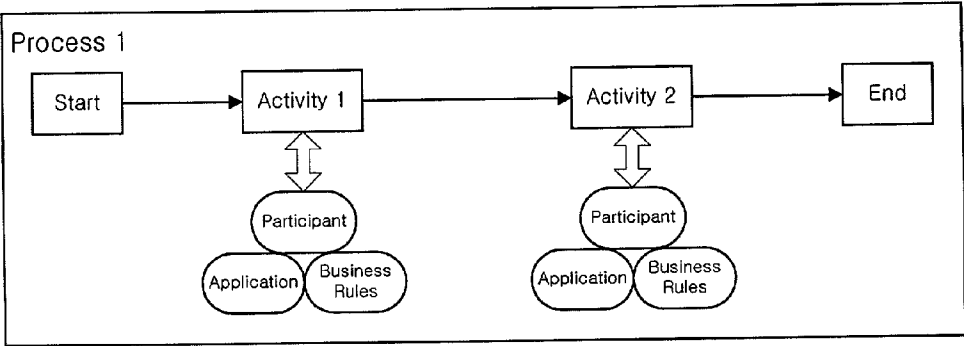 Process 1
Start
Activity 1
Activity 2
End
Participant
Application
Business
Rules
Participant
Application
Business
Rules